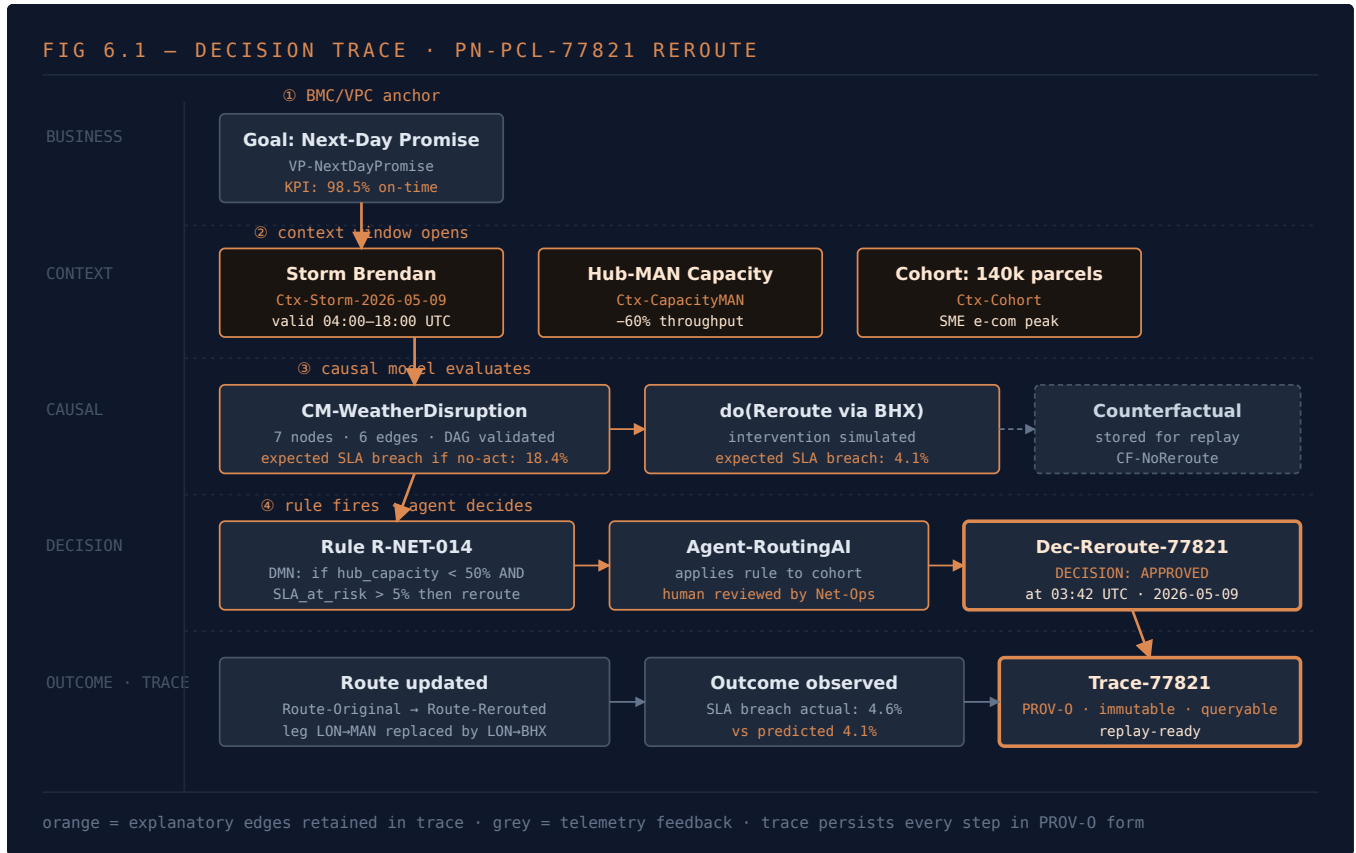 FIG 6.1 — DECISION TRACE · PN-PCL-77821 REROUTE
① BMC/VPC anchor
BUSINESS
Goal: Next-Day Promise
VP-NextDayPromise
KPI: 98.5% on-time
② context window opens
CONTEXT
Storm Brendan
Ctx-Storm-2026-05-09
valid 04:00–18:00 UTC
Hub-MAN Capacity
Ctx-CapacityMAN
−60% throughput
Cohort: 140k parcels
Ctx-Cohort
SME e-com peak
③ causal model evaluates
CAUSAL
CM-WeatherDisruption
7 nodes · 6 edges · DAG validated
expected SLA breach if no-act: 18.4%
do(Reroute via BHX)
intervention simulated
expected SLA breach: 4.1%
Counterfactual
stored for replay
CF-NoReroute
④ rule fires · agent decides
DECISION
Rule R-NET-014
DMN: if hub_capacity < 50% AND
SLA_at_risk > 5% then reroute
Agent-RoutingAI
applies rule to cohort
human reviewed by Net-Ops
Dec-Reroute-77821
DECISION: APPROVED
at 03:42 UTC · 2026-05-09
OUTCOME · TRACE
Route updated
Route-Original → Route-Rerouted
leg LON→MAN replaced by LON→BHX
Outcome observed
SLA breach actual: 4.6%
vs predicted 4.1%
Trace-77821
PROV-O · immutable · queryable
replay-ready
orange = explanatory edges retained in trace · grey = telemetry feedback · trace persists every step in PROV-O form